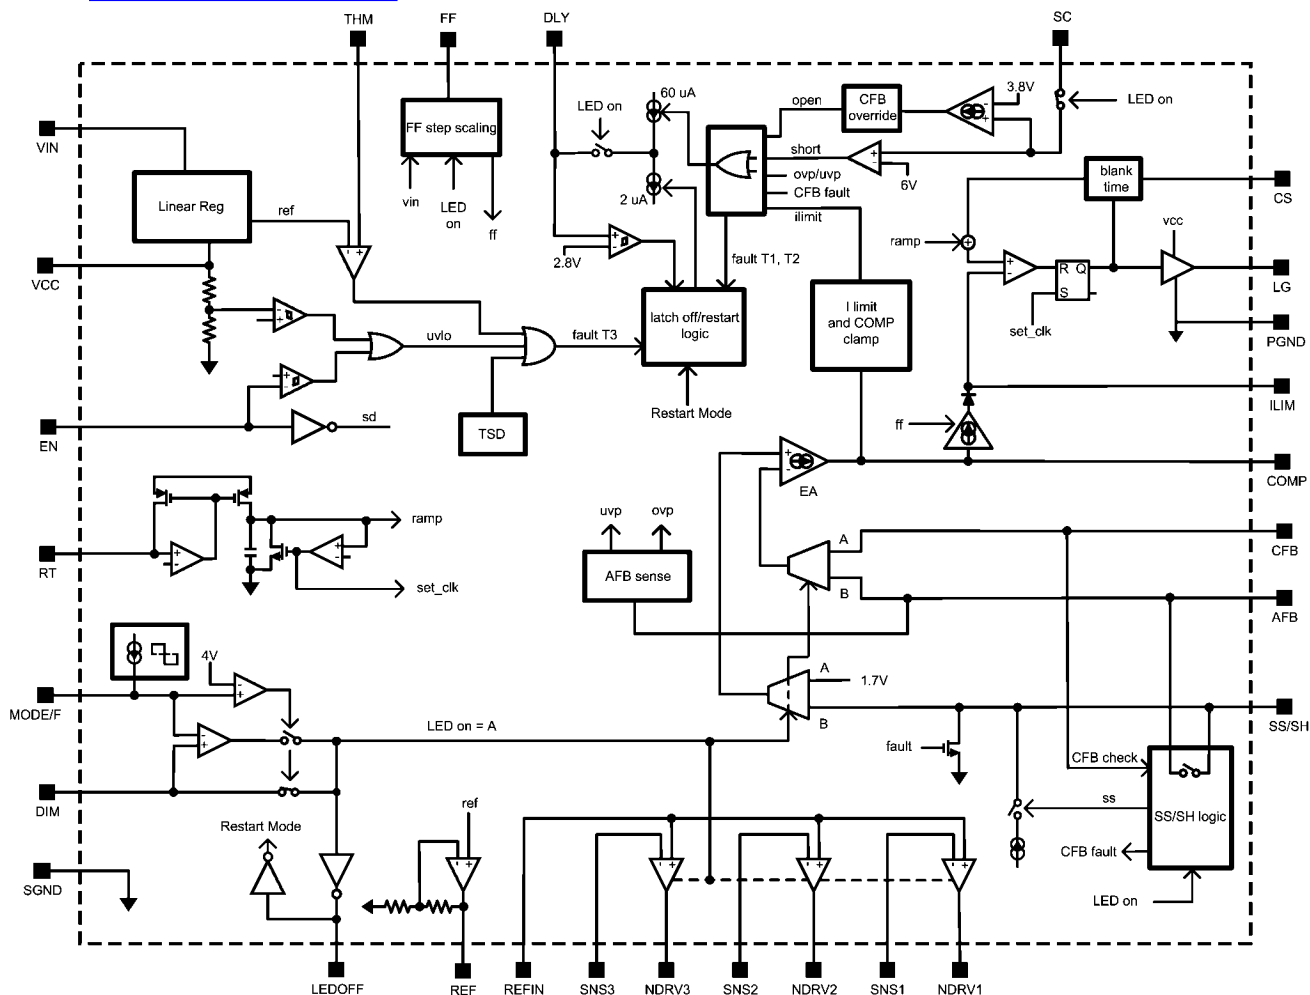 THM
FF
DLY
SC
60 uA
open
CFB
override
3.8V
LED on
LED on
FF step scaling
short
6V
VIN
ovp/uvp
CFB fault
ilimit
blank
time
CS
Linear Reg
ref
vin
LED
on
ff
2 uA
ramp
vcc
2.8V
fault T1, T2
R Q
S
LG
VCC
latch off/restart
logic
I limit
and COMP
clamp
set_clk
PGND
uvlo
fault T3
ILIM
Restart Mode
EN
sd
TSD
ff
EA
COMP
ramp
uvp
ovp
A
CFB
RT
AFB sense
set_clk
B
AFB
4V
A
1.7V
MODE/F
LED on = A
B
SS/SH
fault
CFB check
DIM
ref
ss
SS/SH logic
Restart Mode
CFB fault
SGND
LED on
LEDOFF
REF
REFIN
SNS3
NDRV3
SNS2
NDRV2
SNS1
NDRV1